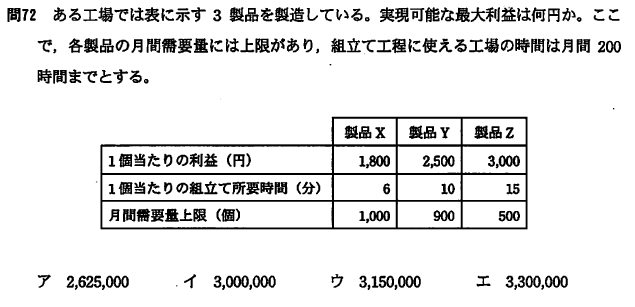 問72 ある工場では表に示す 3 製品を製造している。実現可能な最大利益は何円か。ここ
で，各製品の月間需要量には上限があり，組立て工程に使える工場の時間は月間 200
時間までとする。
製品X 製品Y 製品Z
1個当たりの利益（円） 1,800 2,500 3,000
1個当たりの組立て所要時間（分） 6 10 15
月間需要量上限（個） 1,000 900 500
ア 2,625,000 イ 3,000,000 ウ 3,150,000 エ 3,300,000